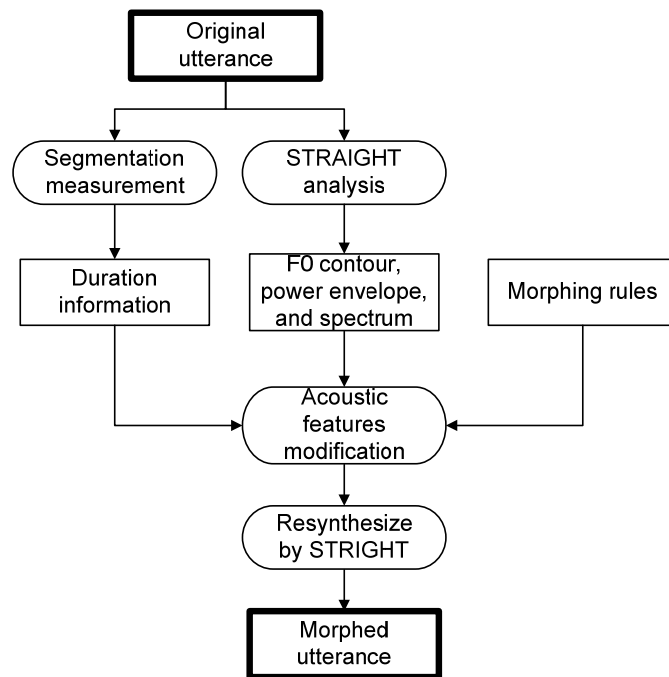 Original
utterance
Segmentation
measurement
STRAIGHT
analysis
Duration
information
F0 contour,
power envelope,
and spectrum
Morphing rules
Acoustic
features
modification
Resynthesize
by STRIGHT
Morphed
utterance